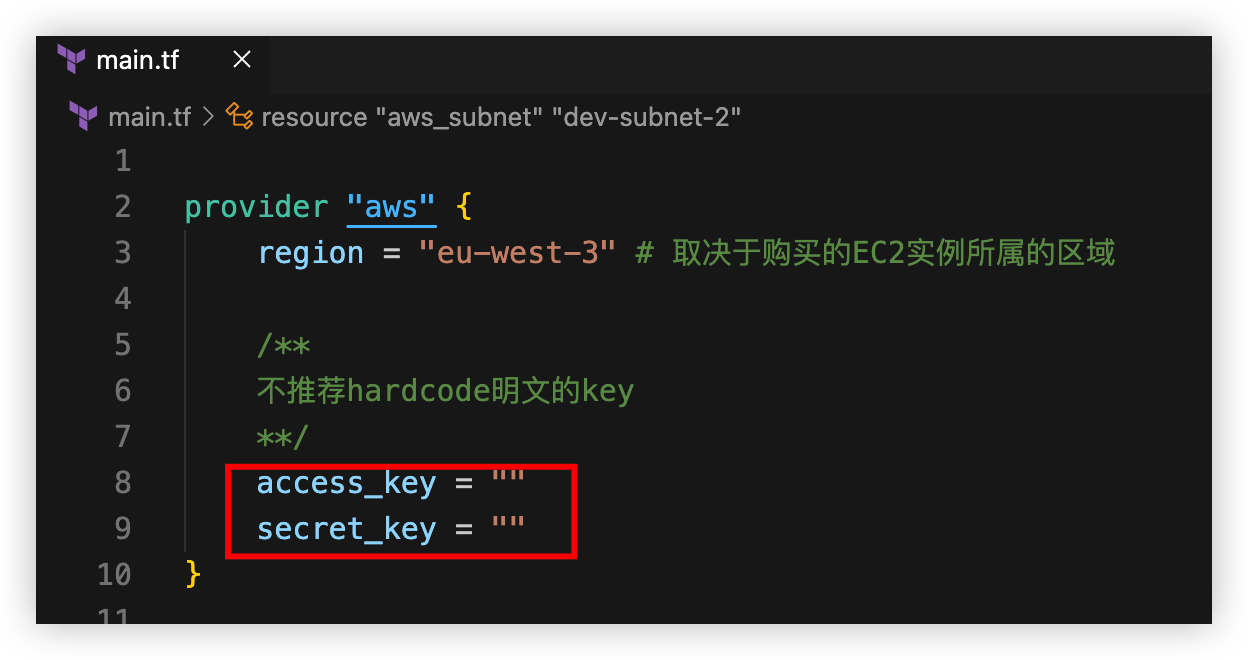 main.tf
main.tf > resource "aws_subnet" "dev-subnet-2"
1
2 provider "aws" {
3 region = "eu-west-3" # 取决于购买的EC2实例所属的区域
4
5 /**
6 不推荐hardcode明文的key
7 **/
8 access_key = ""
9 secret_key = ""
10 }
11